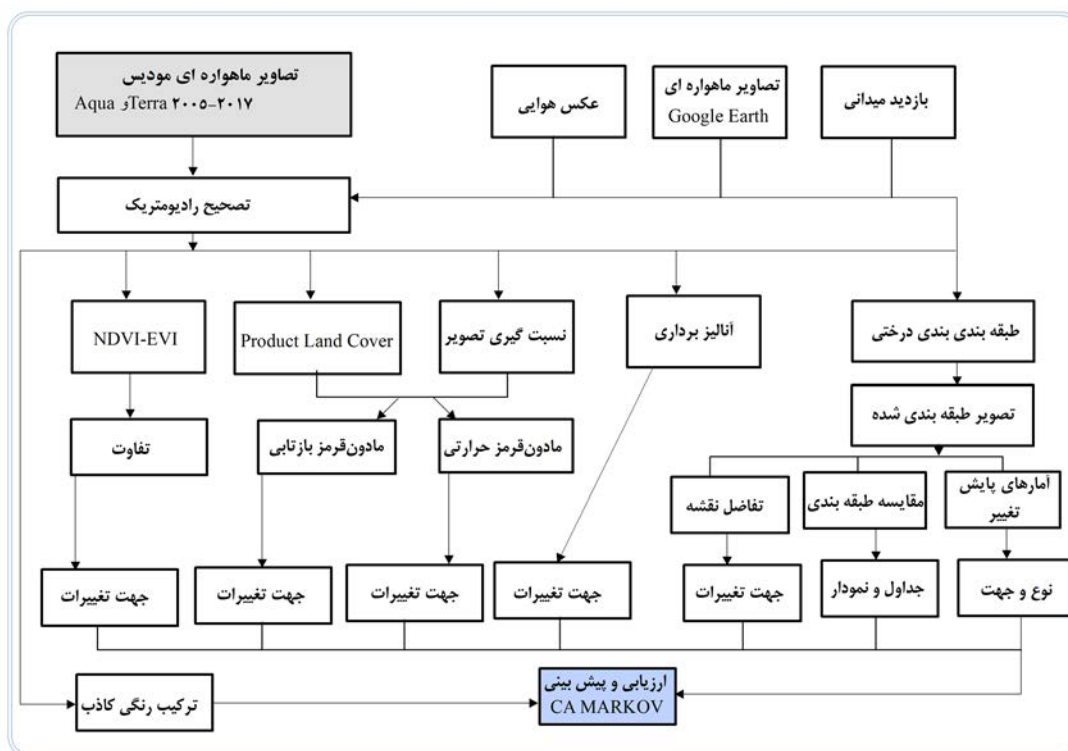 تصاویر ماهواره ای مودیس
Aqua وTerra ۲۰۰۵-۲۰۱۷
عکس هوایی
تصاویر ماهواره ای
Google Earth
بازدید میدانی
تصحیح رادیومتریک
NDVI-EVI
Product Land Cover
نسبت گیری تصویر
آنالیز برداری
طبقه بندی بندی درختی
تصویر طبقه بندی شده
تفاوت
مادون‌قرمز بازتابی
مادون‌قرمز حرارتی
تفاضل نقشه
مقایسه طبقه بندی
آمارهای پایش
تغییر
جهت تغییرات
جهت تغییرات
جهت تغییرات
جهت تغییرات
جهت تغییرات
جداول و نمودار
نوع و جهت
ترکیب رنگی کاذب
ارزیابی و پیش بینی
CA MARKOV